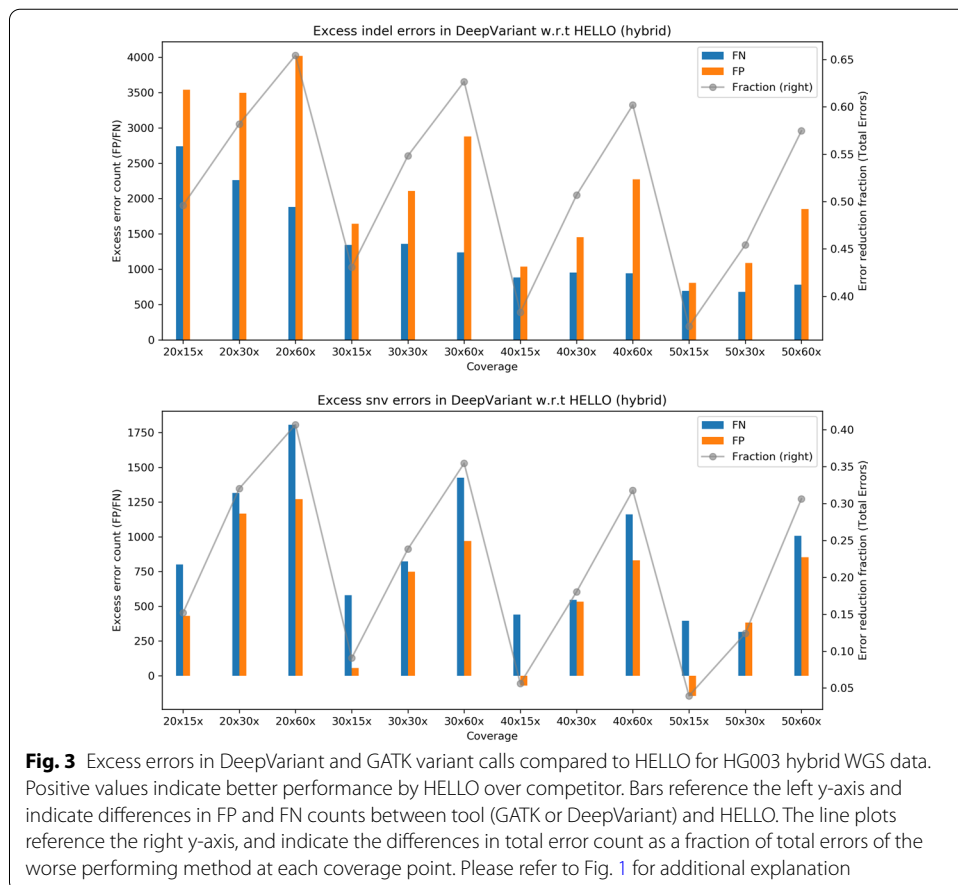 Excess indel errors in DeepVariant w.r.t HELLO (hybrid)
Excess error count (FP/FN)
4000
3500
3000
2500
2000
1500
1000
500
0
FN
FP
Fraction (right)
0.65
0.60
0.55
0.50
0.45
0.40
Error reduction fraction (Total Errors)
20x15x 20x30x 20x60x 30x15x 30x30x 30x60x 40x15x 40x30x 40x60x 50x15x 50x30x 50x60x
Coverage
Excess snv errors in DeepVariant w.r.t HELLO (hybrid)
Excess error count (FP/FN)
1750
1500
1250
1000
750
500
250
0
FN
FP
Fraction (right)
0.40
0.35
0.30
0.25
0.20
0.15
0.10
0.05
Error reduction fraction (Total Errors)
20x15x 20x30x 20x60x 30x15x 30x30x 30x60x 40x15x 40x30x 40x60x 50x15x 50x30x 50x60x
Coverage
Fig. 3 Excess errors in DeepVariant and GATK variant calls compared to HELLO for HG003 hybrid WGS data.
Positive values indicate better performance by HELLO over competitor. Bars reference the left y-axis and
indicate differences in FP and FN counts between tool (GATK or DeepVariant) and HELLO. The line plots
reference the right y-axis, and indicate the differences in total error count as a fraction of total errors of the
worse performing method at each coverage point. Please refer to Fig. 1 for additional explanation